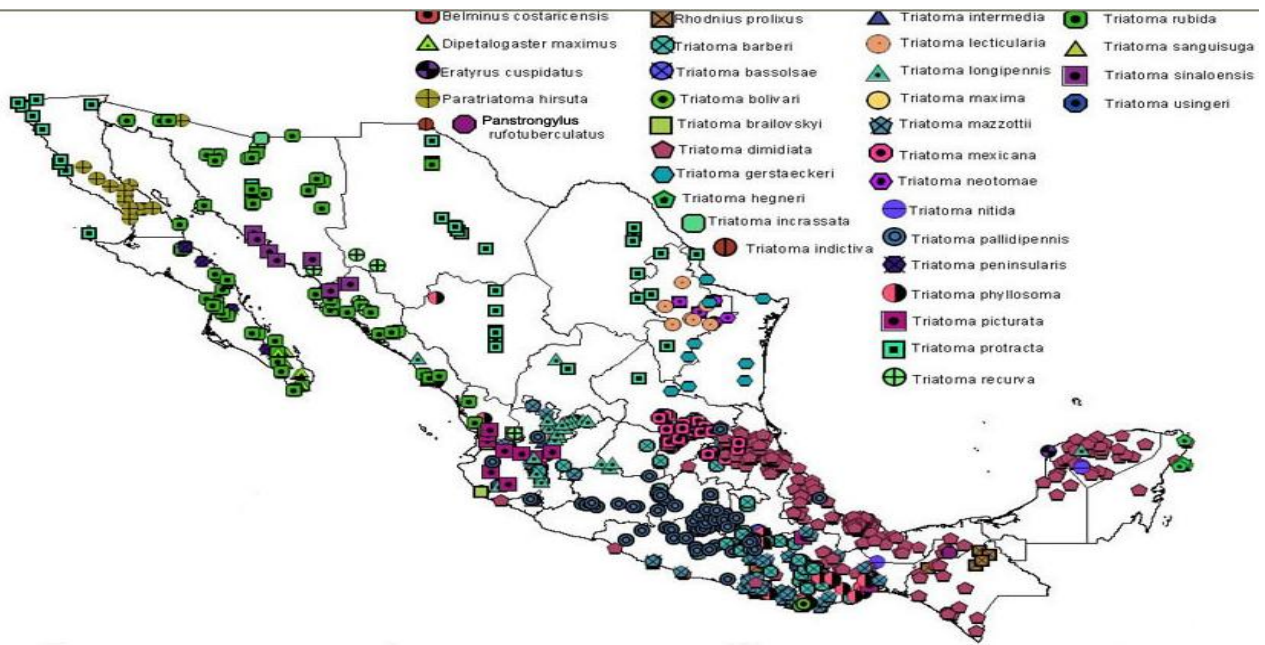 Belminus costaricensis
Dipetalogaster maximus
Eratyrus cuspidatus
Paratriatoma hirsuta
Panstrongylus
rufotuberculatus
Rhodnius prolixus
Triatoma barberi
Triatoma bassolsae
Triatoma bolivari
Triatoma brailovskyi
Triatoma dimidiata
Triatoma gerstaeckeri
Triatoma hegneri
Triatoma incrassata
Triatoma indictiva
Triatoma intermedia
Triatoma lecticularia
Triatoma longipennis
Triatoma maxima
Triatoma mazzottii
Triatoma mexicana
Triatoma neotomae
Triatoma nitida
Triatoma pallidipennis
Triatoma peninsularis
Triatoma phyllosoma
Triatoma picturata
Triatoma protracta
Triatoma recurva
Triatoma rubida
Triatoma sanguisuga
Triatoma sinaloensis
Triatoma usingeri